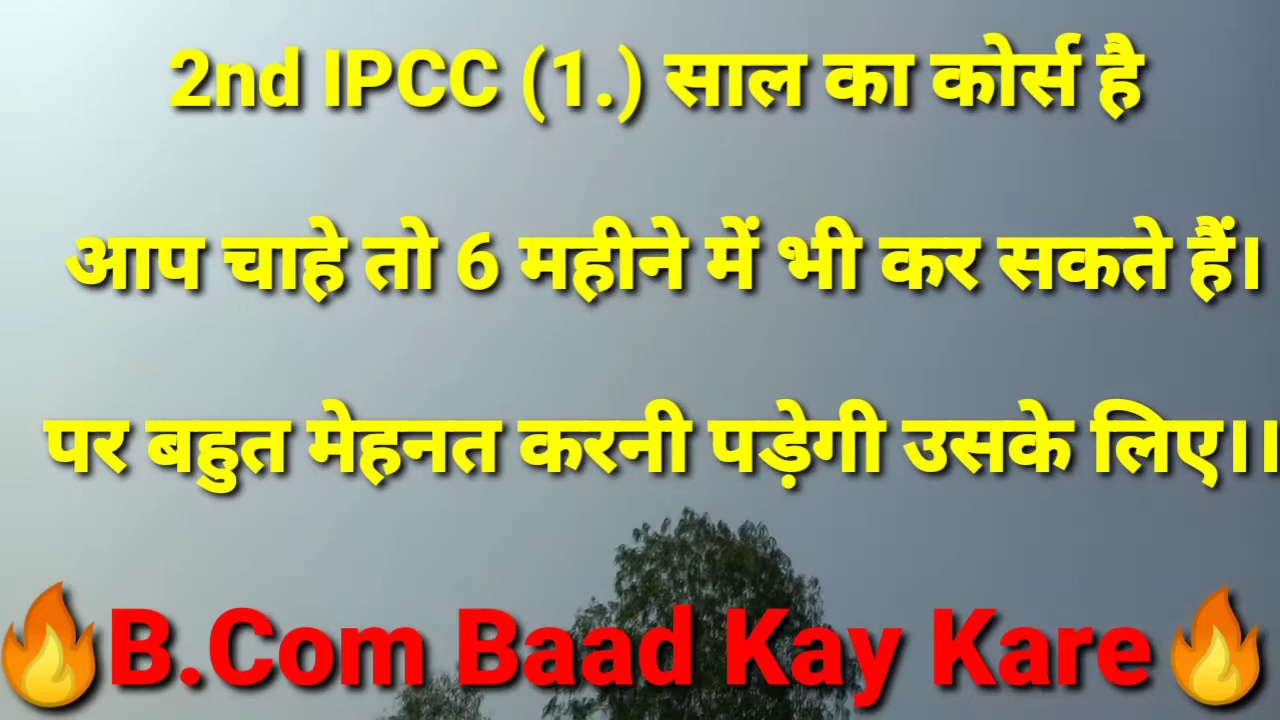 2nd IPCC (1.) साल का कोर्स है
आप चाहे तो 6 महीने में भी कर सकते हैं।
पर बहुत मेहनत करनी पड़ेगी उसके लिए।।
🔥B.Com Baad Kay Kare🔥